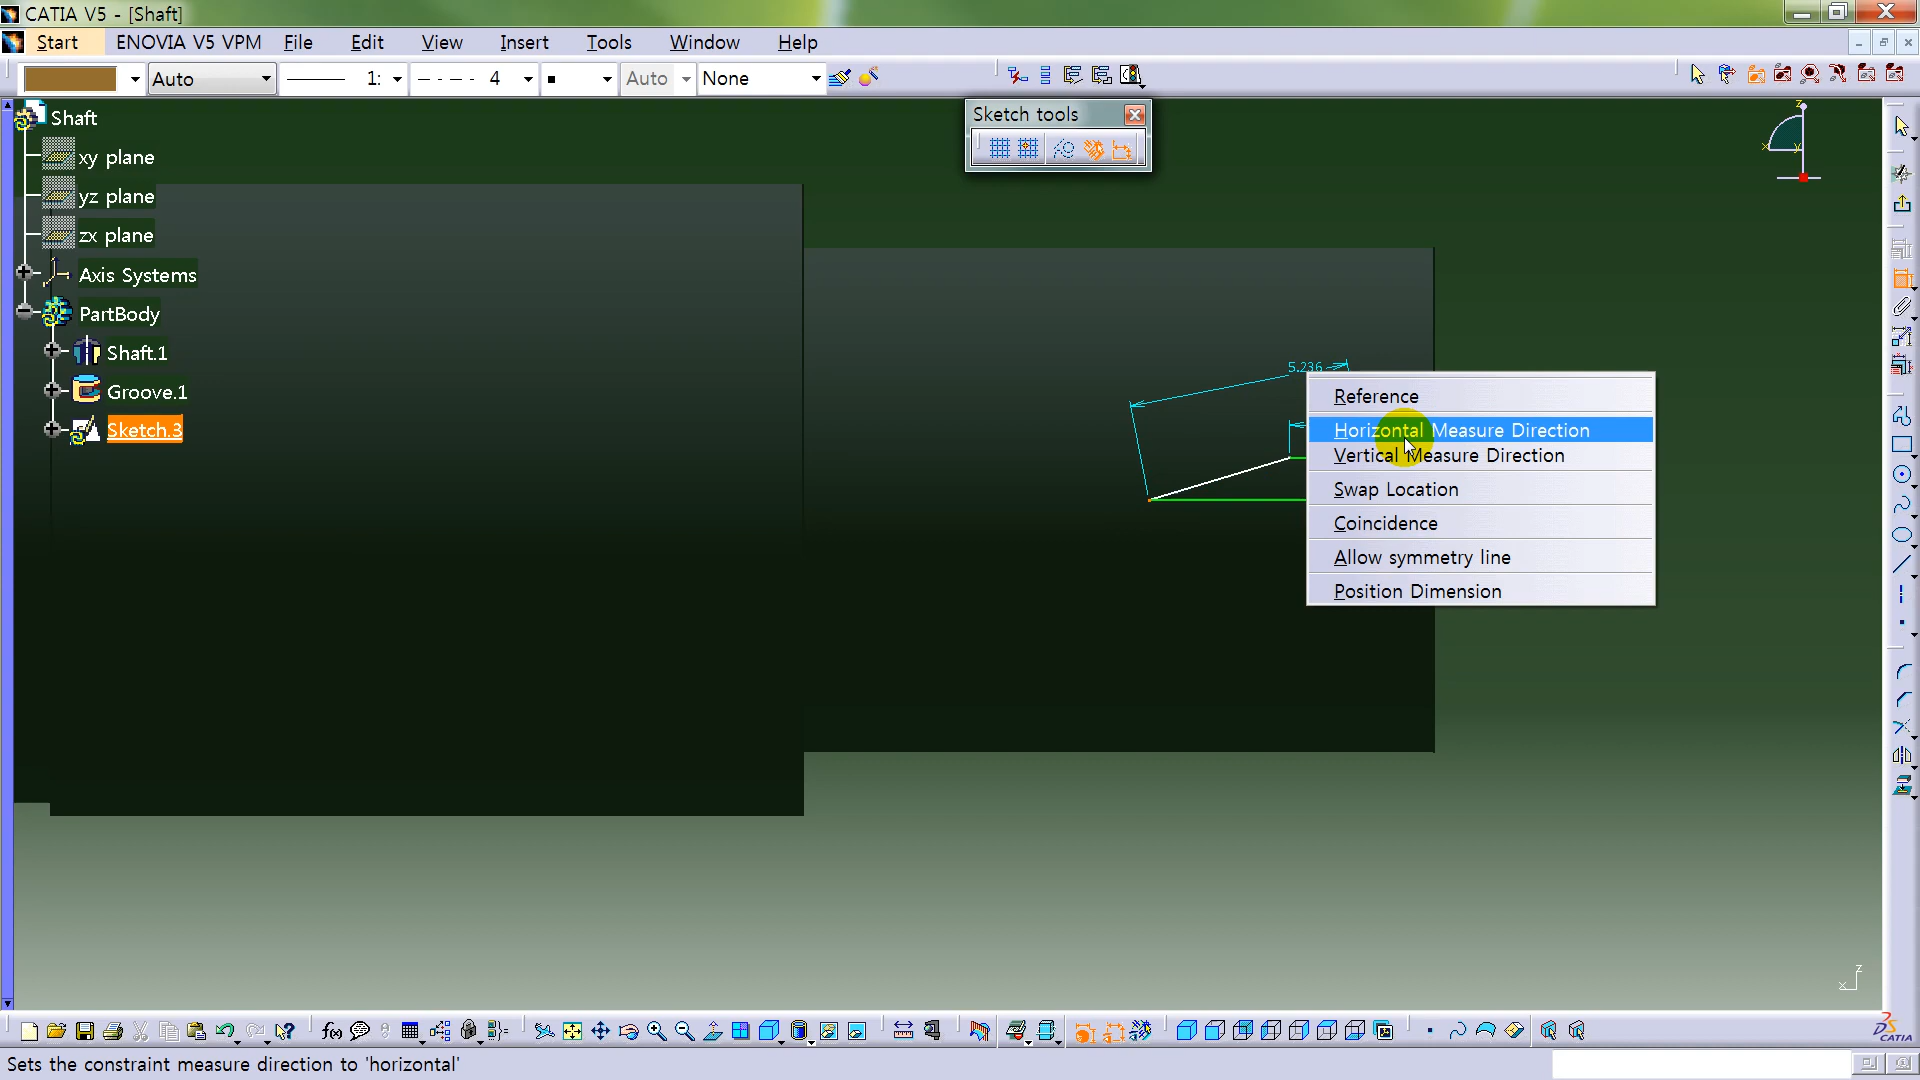 CATIA V5 - [Shaft]
Start ENOVIA V5 VPM File Edit View Insert Tools Window Help
Auto 1: 4 Auto None
Sketch tools
Shaft
xy plane
yz plane
zx plane
Axis Systems
PartBody
Shaft.1
Groove.1
Sketch.3
5.236
Reference
Horizontal Measure Direction
Vertical Measure Direction
Swap Location
Coincidence
Allow symmetry line
Position Dimension
z
x
y
z
x
f(x)
CATIA
Sets the constraint measure direction to 'horizontal'